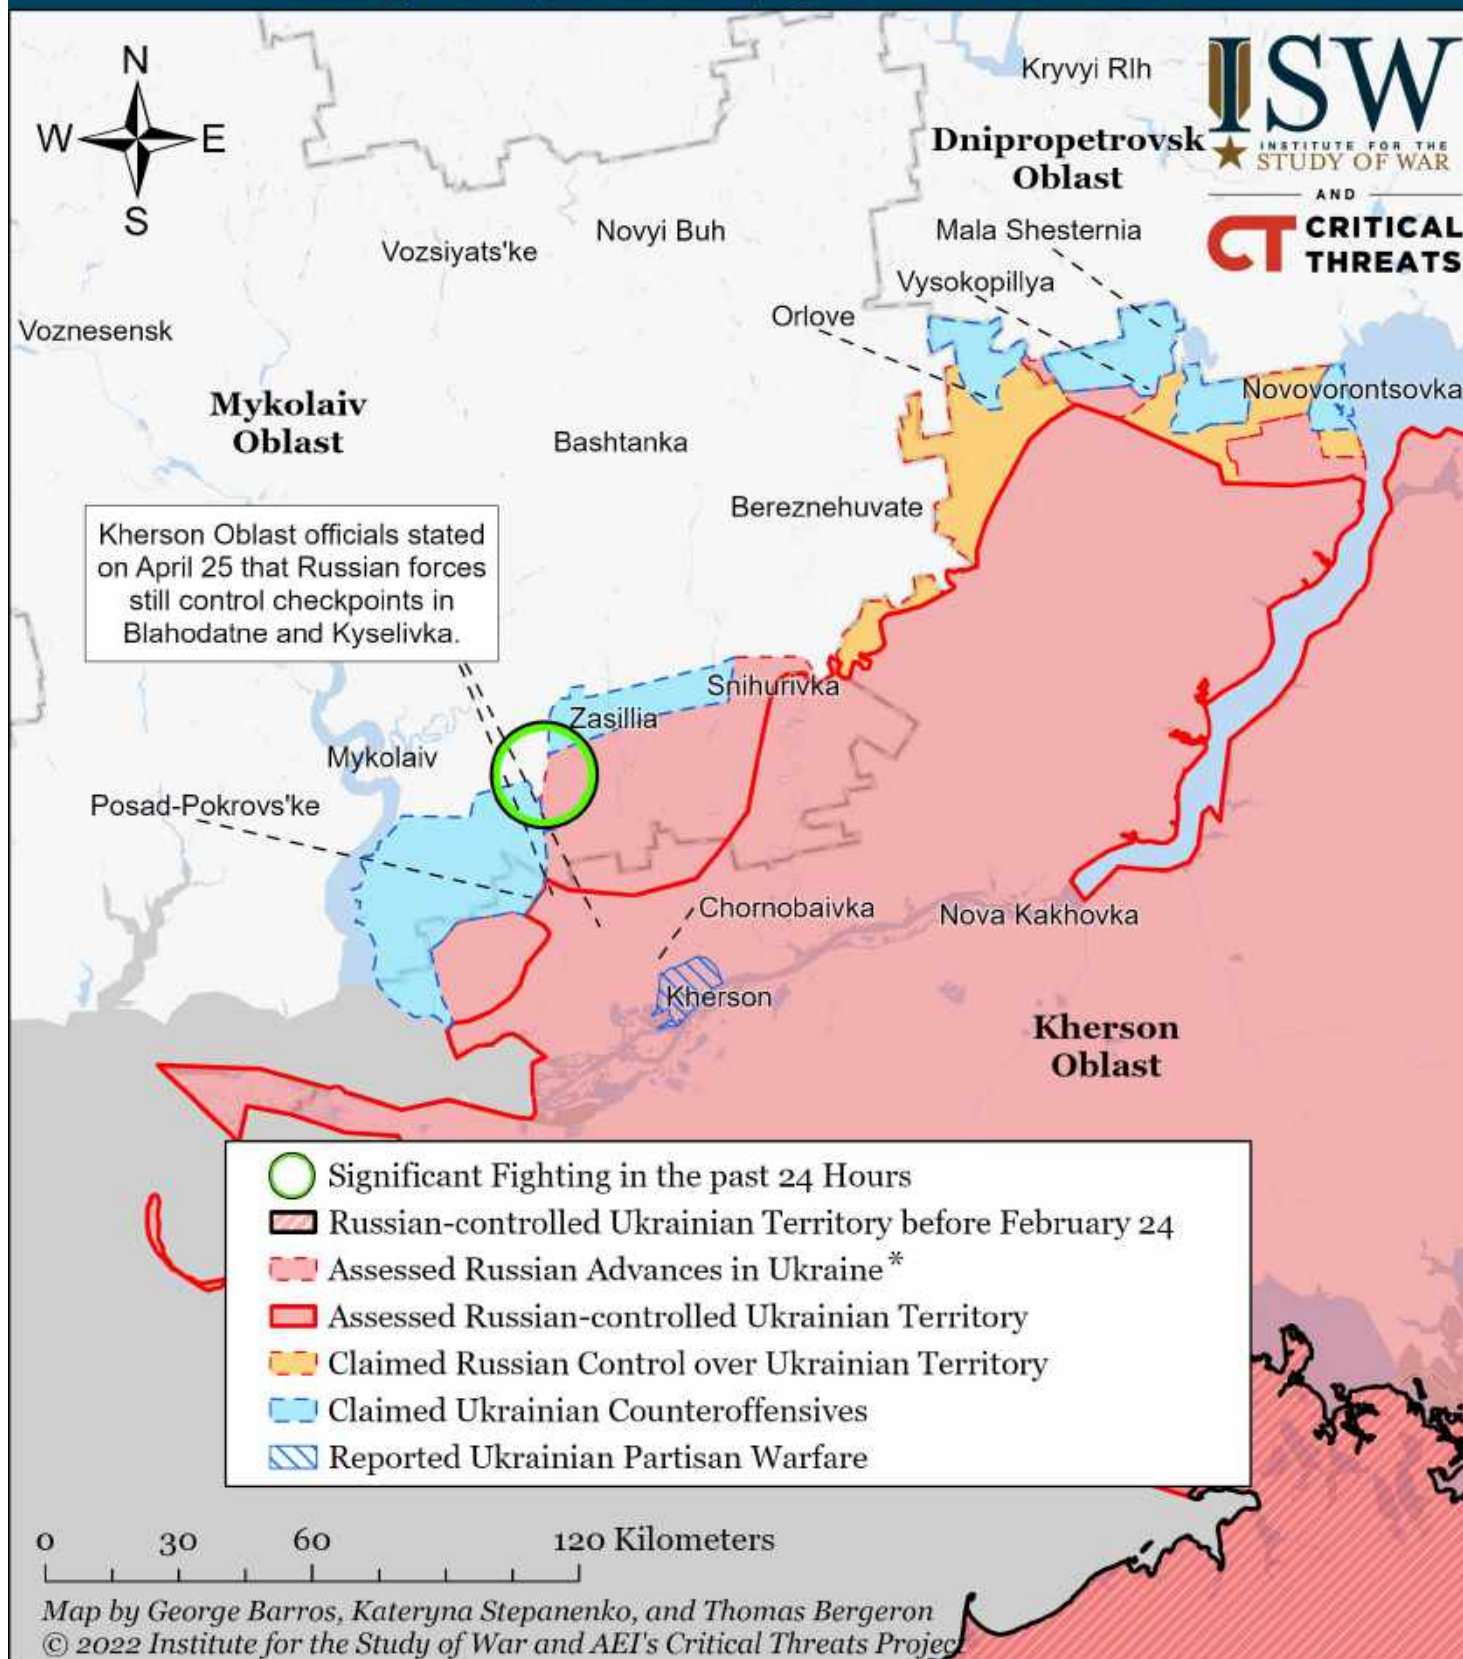 N
W E
S
Kryvyi RIh
ISW
INSTITUTE FOR THE
STUDY OF WAR
AND
CRITICAL
THREATS
CT
Dnipropetrovsk
Oblast
Novyi Buh
Mala Shesternia
Vozsiyats'ke
Vysokopillya
Orlove
Voznesensk
Mykolaiv
Oblast
Novovorontsovka
Bashtanka
Bereznehuvate
Kherson Oblast officials stated
on April 25 that Russian forces
still control checkpoints in
Blahodatne and Kyselivka.
Snihurivka
Zasillia
Mykolaiv
Posad-Pokrovs'ke
Chornobaivka
Nova Kakhovka
Kherson
Kherson
Oblast
Significant Fighting in the past 24 Hours
Russian-controlled Ukrainian Territory before February 24
Assessed Russian Advances in Ukraine*
Assessed Russian-controlled Ukrainian Territory
Claimed Russian Control over Ukrainian Territory
Claimed Ukrainian Counteroffensives
Reported Ukrainian Partisan Warfare
0 30 60 120 Kilometers
Map by George Barros, Kateryna Stepanenko, and Thomas Bergeron
© 2022 Institute for the Study of War and AEI's Critical Threats Project